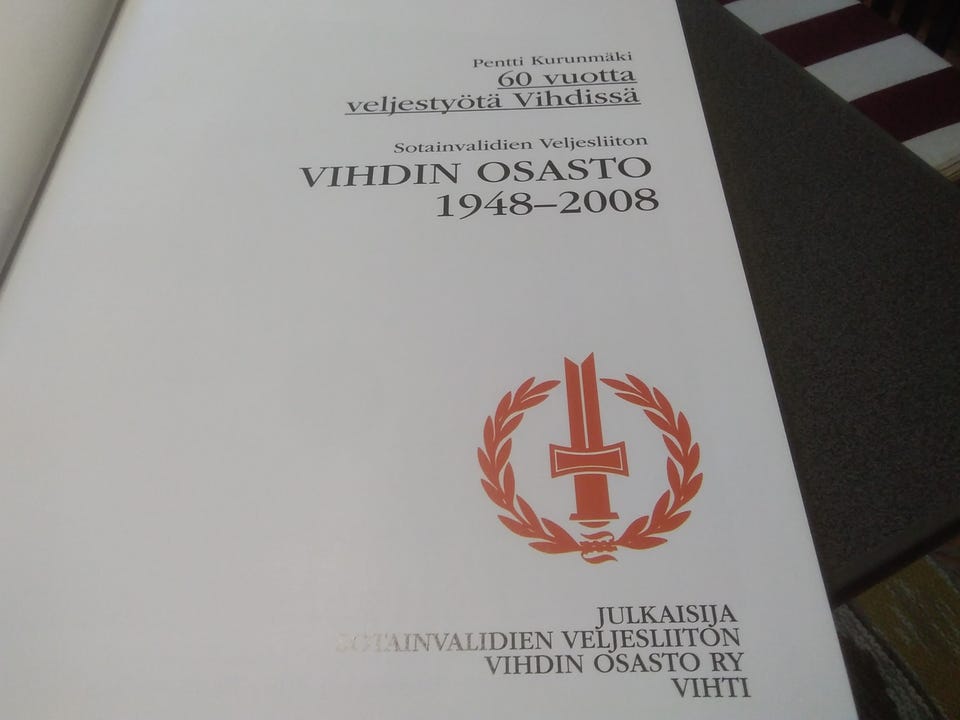 Pentti Kurunmäki
60 vuotta
veljestyötä Vihdissä
Sotainvalidien Veljesliiton
VIHDIN OSASTO
1948–2008
JULKAISIJA
SOTAINVALIDIEN VELJESLIITON
VIHDIN OSASTO RY
VIHTI